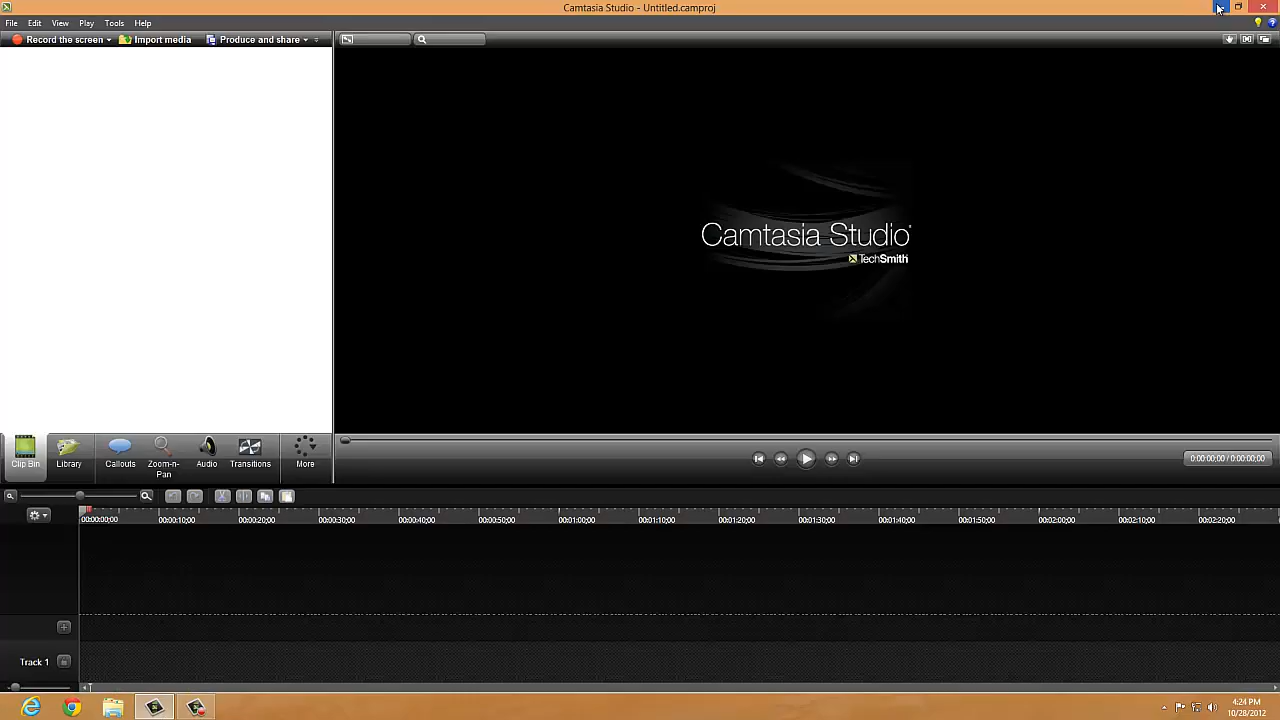 Camtasia Studio - Untitled.camproj
File Edit View Play Tools Help
Record the screen Import media Produce and share
Camtasia Studio
TechSmith
Clip Bin Library Callouts Zoom-n-Pan Audio Transitions More
0:00:00;00 / 0:00:00;00
00:00:00;00 00:00:10;00 00:00:20;00 00:00:30;00 00:00:40;00 00:00:50;00 00:01:00;00 00:01:10;00 00:01:20;00 00:01:30;00 00:01:40;00 00:01:50;00 00:02:00;00 00:02:10;00 00:02:20;00
Track 1
4:24 PM
10/28/2012